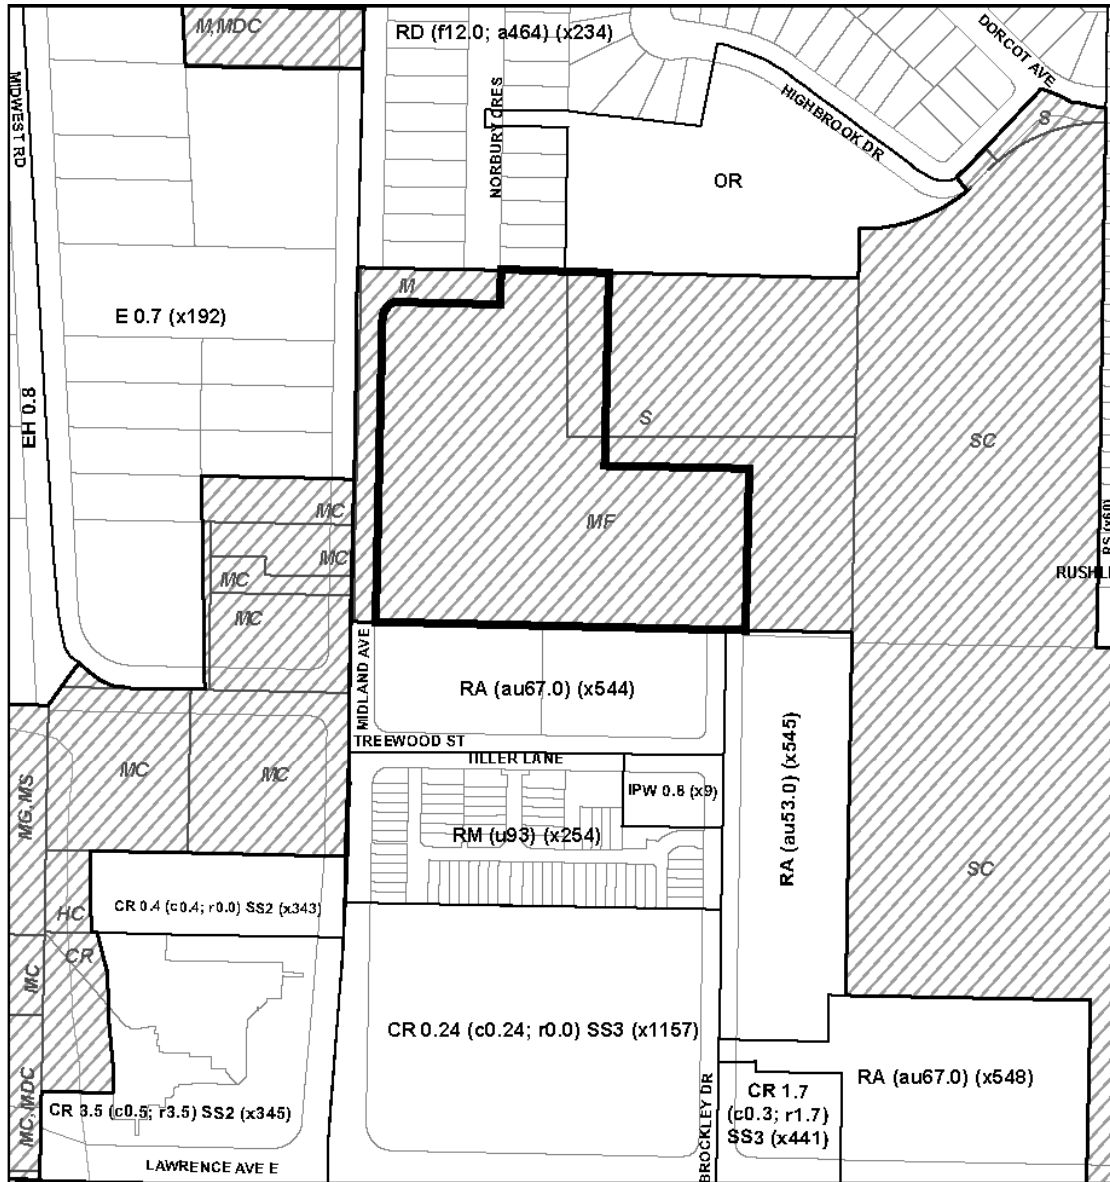 M,MDC
RD (f12.0; a464) (x234)
DORCOT AVE
MIDWEST RD
NORBURY CRES
HIGHBROOK DR
S
OR
M
E 0.7 (x192)
EH 0.8
S
SC
MC
MF
MC
MC
MC
RS (x60)
MIDLAND AVE
RA (au67.0) (x544)
TREEWOOD ST
TILLER LANE
RA (au53.0) (x545)
MC
MC
IPW 0.8 (x9)
MG,MS
RM (u93) (x254)
SC
CR 0.4 (c0.4; r0.0) SS2 (x343)
HC
CR
MC
CR 0.24 (c0.24; r0.0) SS3 (x1157)
RA (au67.0) (x548)
CR 1.7
(c0.3; r1.7)
SS3 (x441)
MC,MDC
CR 3.5 (c0.5; r3.5) SS2 (x345)
BROCKLEY DR
LAWRENCE AVE E